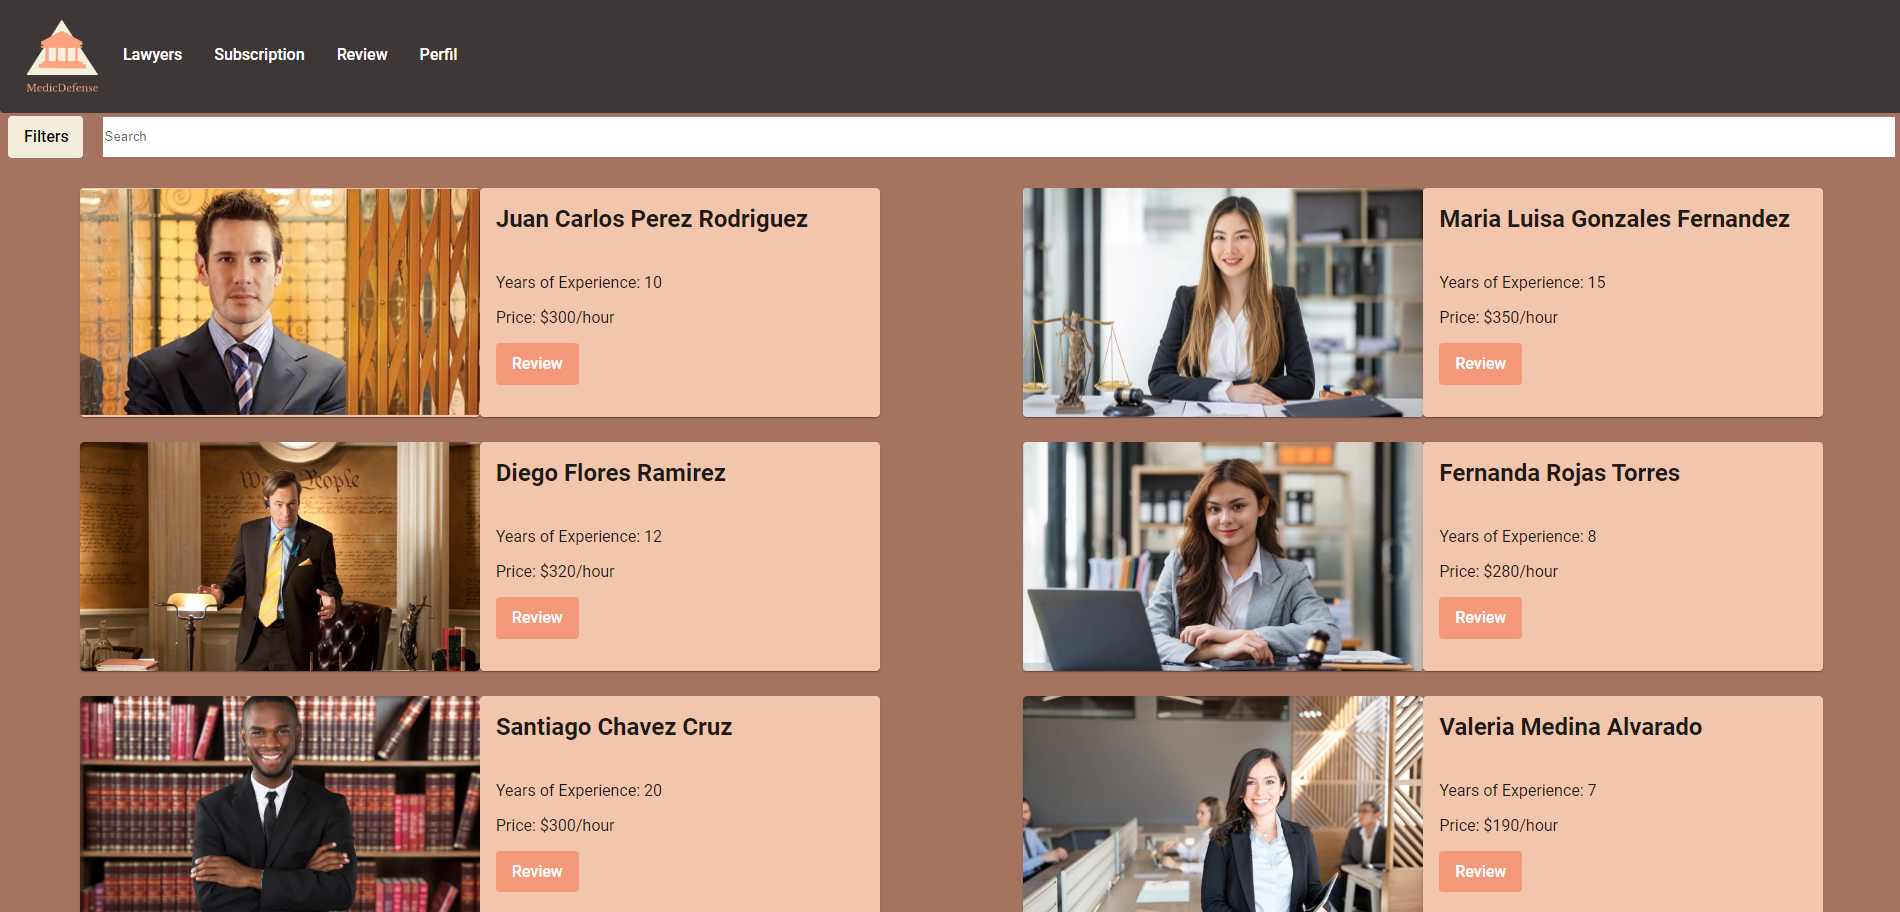 MedicDefense
Lawyers
Subscription
Review
Perfil
Filters
Search
Juan Carlos Perez Rodriguez
Years of Experience: 10
Price: $300/hour
Review
Maria Luisa Gonzales Fernandez
Years of Experience: 15
Price: $350/hour
Review
We People
Diego Flores Ramirez
Years of Experience: 12
Price: $320/hour
Review
Fernanda Rojas Torres
Years of Experience: 8
Price: $280/hour
Review
Santiago Chavez Cruz
Years of Experience: 20
Price: $300/hour
Review
Valeria Medina Alvarado
Years of Experience: 7
Price: $190/hour
Review